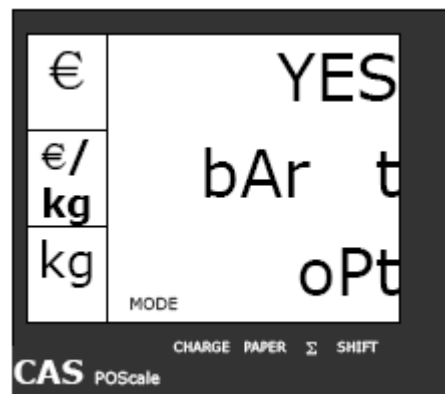 € YES
€/
kg
bAr t
kg oPt
MODE
CHARGE PAPER Σ SHIFT
CAS POScale